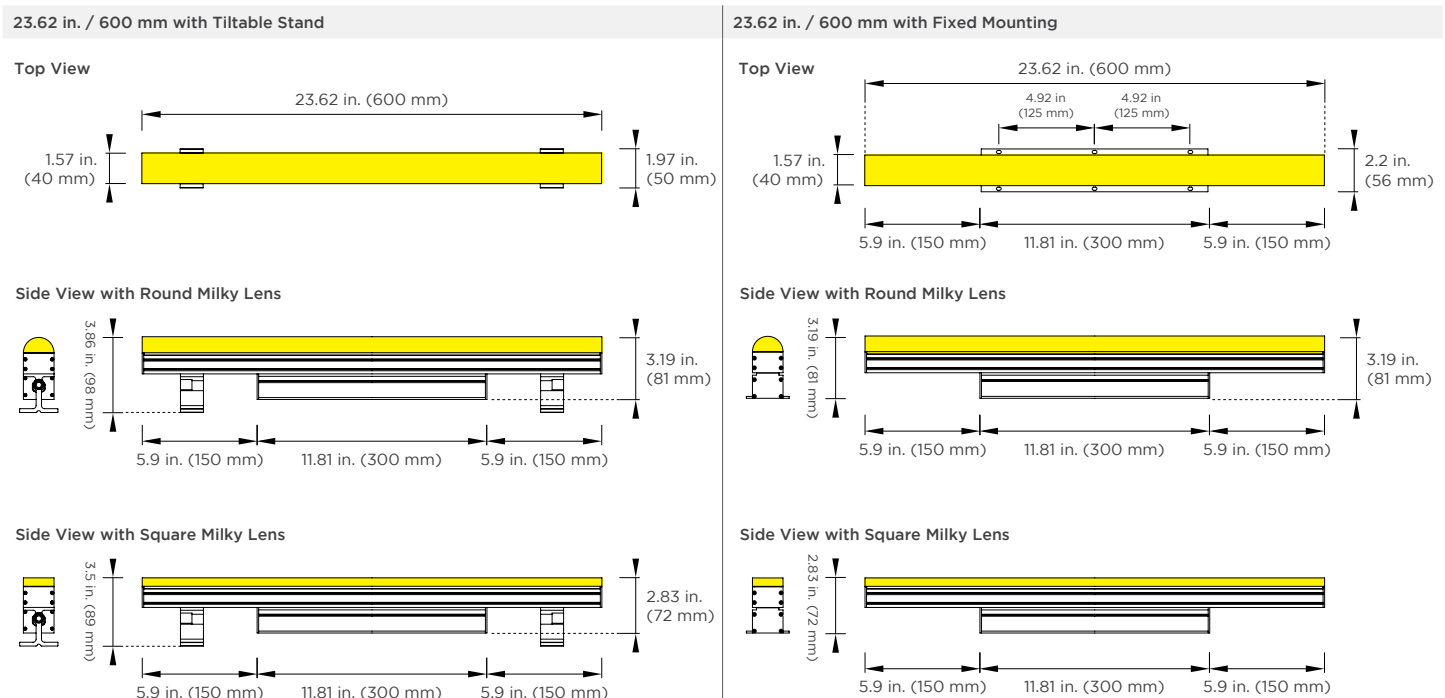 23.62 in. / 600 mm with Tiltable Stand
Top View
23.62 in. (600 mm)
1.57 in.
(40 mm)
1.97 in.
(50 mm)
Side View with Round Milky Lens
3.86 in. (98 mm)
3.19 in.
(81 mm)
5.9 in. (150 mm) 11.81 in. (300 mm) 5.9 in. (150 mm)
Side View with Square Milky Lens
3.5 in. (89 mm)
2.83 in.
(72 mm)
5.9 in. (150 mm) 11.81 in. (300 mm) 5.9 in. (150 mm)
23.62 in. / 600 mm with Fixed Mounting
Top View
23.62 in. (600 mm)
4.92 in
(125 mm)
4.92 in
(125 mm)
1.57 in.
(40 mm)
2.2 in.
(56 mm)
5.9 in. (150 mm) 11.81 in. (300 mm) 5.9 in. (150 mm)
Side View with Round Milky Lens
3.19 in. (81 mm)
3.19 in.
(81 mm)
5.9 in. (150 mm) 11.81 in. (300 mm) 5.9 in. (150 mm)
Side View with Square Milky Lens
2.83 in. (72 mm)
5.9 in. (150 mm) 11.81 in. (300 mm) 5.9 in. (150 mm)